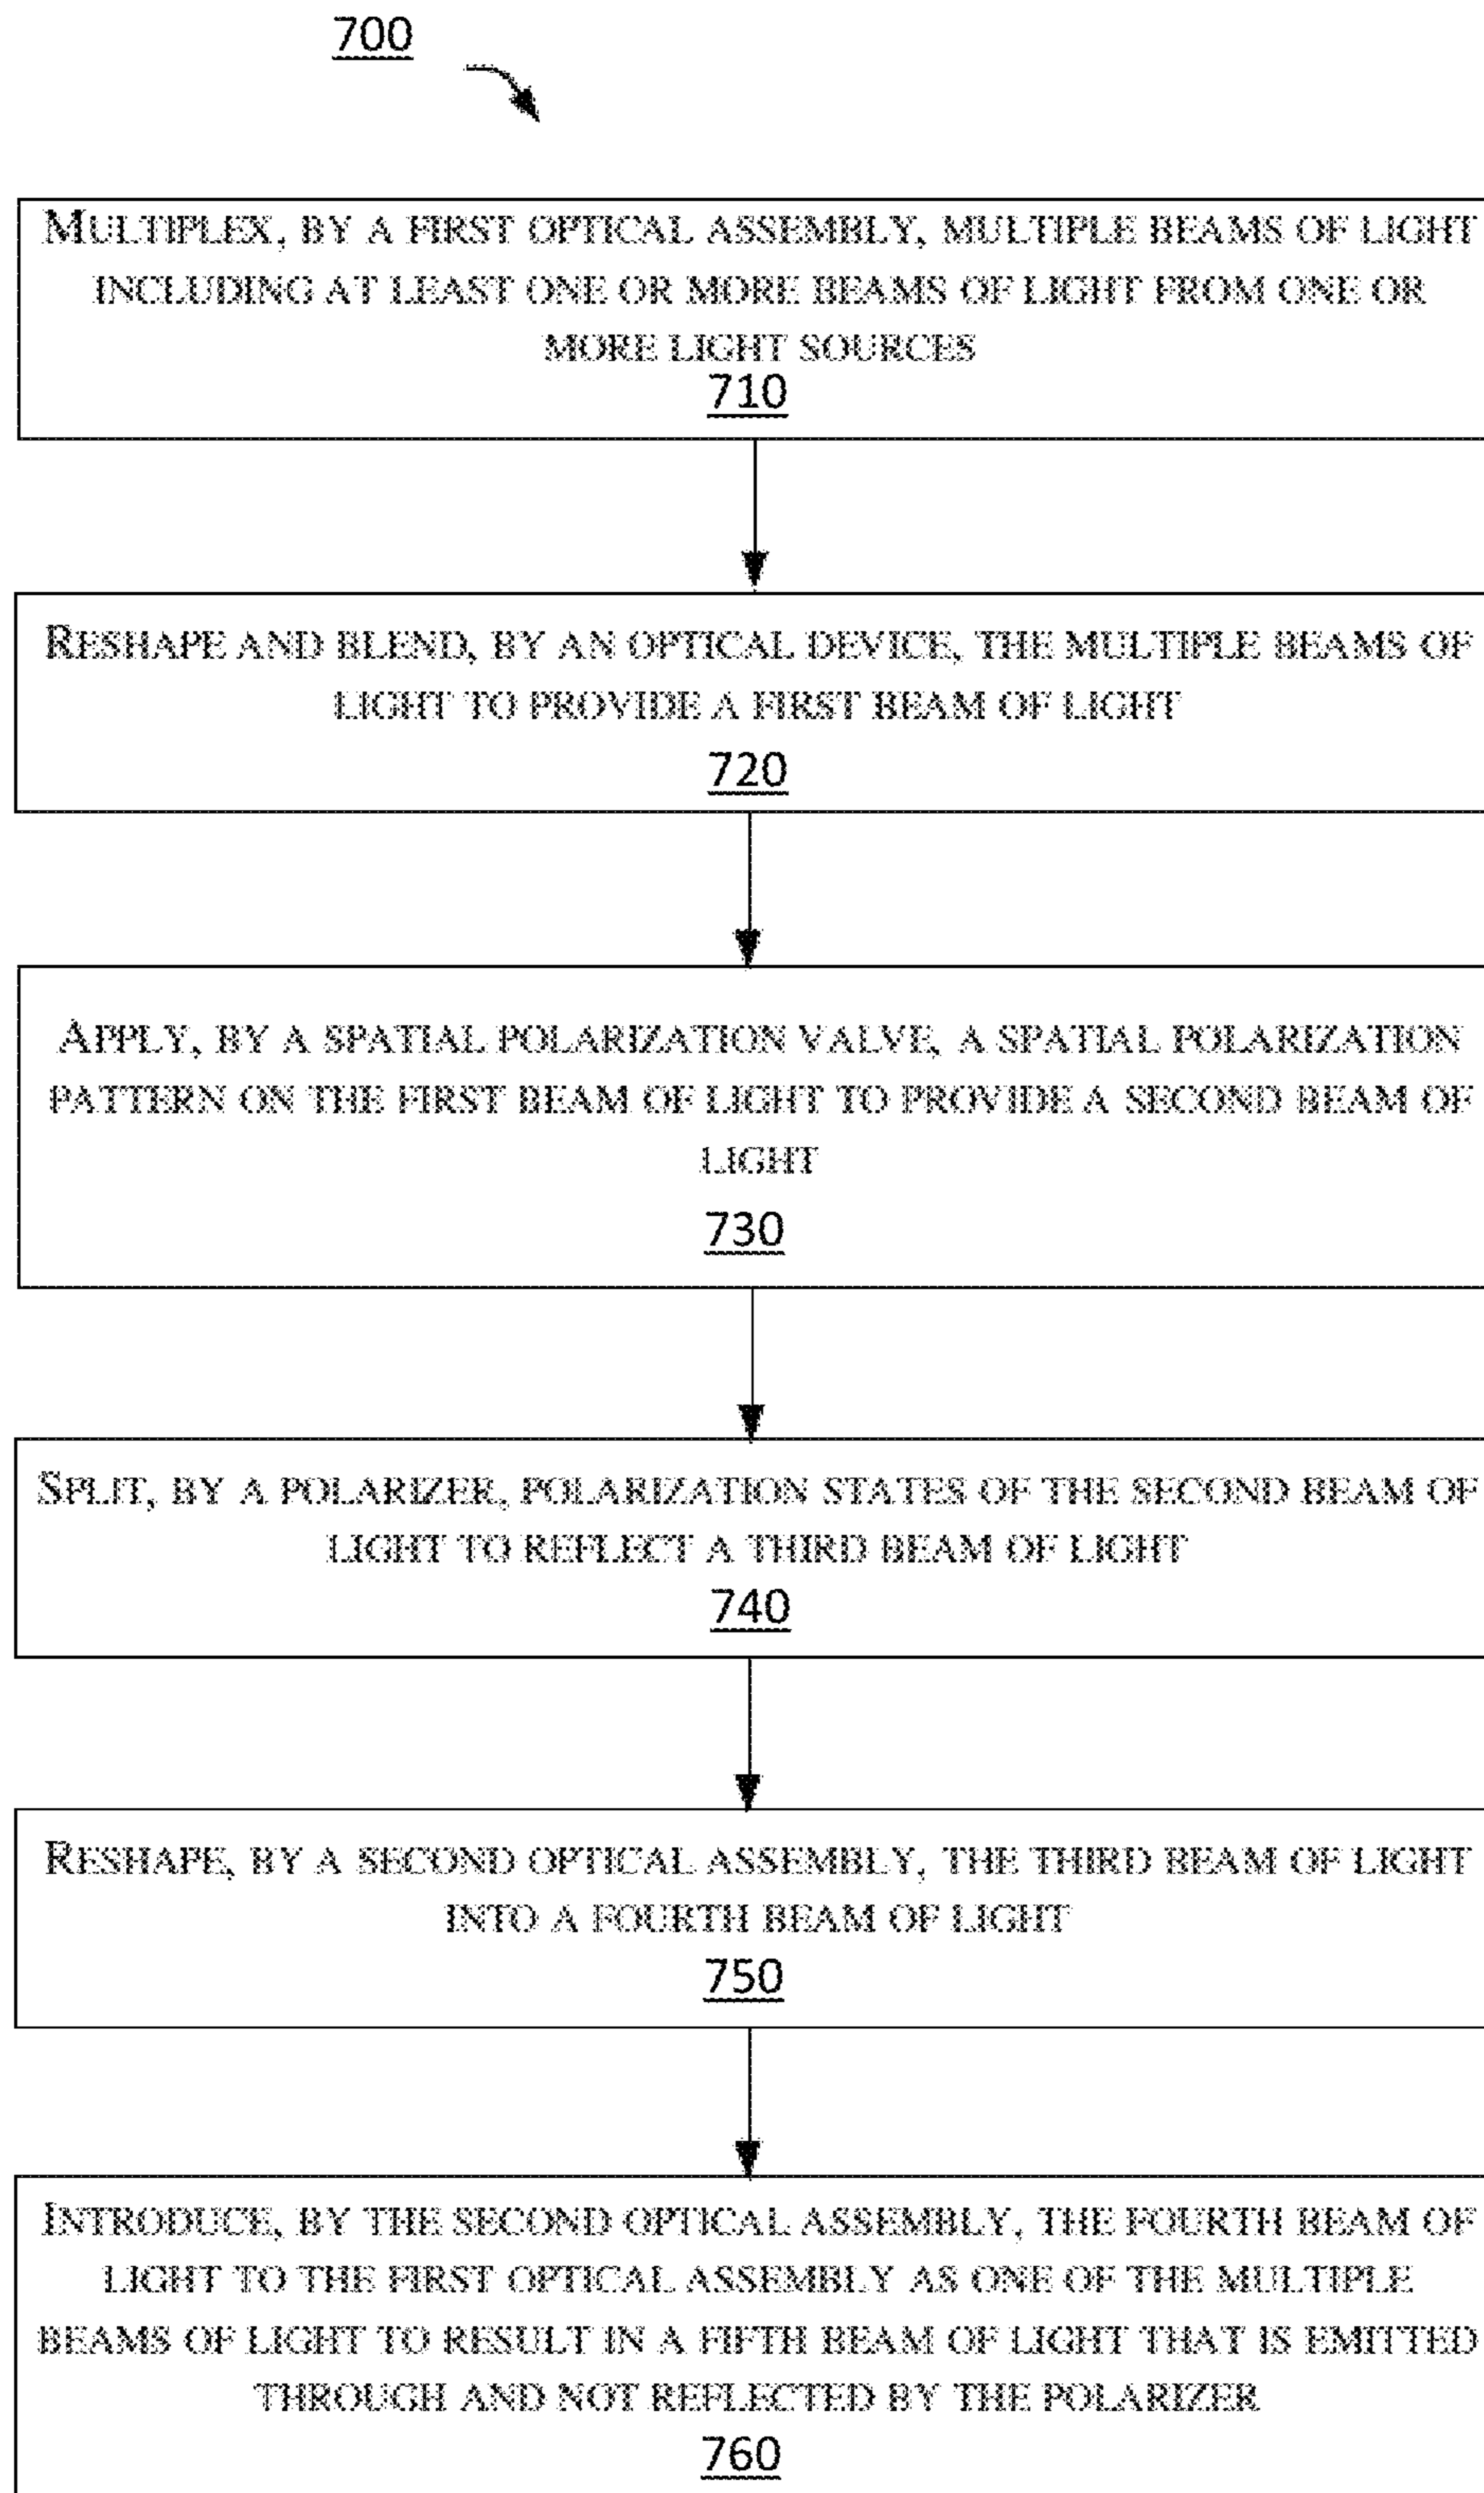 700
MULTIPLEX, BY A FIRST OPTICAL ASSEMBLY, MULTIPLE BEAMS OF LIGHT
INCLUDING AT LEAST ONE OR MORE BEAMS OF LIGHT FROM ONE OR
MORE LIGHT SOURCES
710
RESHAPE AND BLEND, BY AN OPTICAL DEVICE, THE MULTIPLE BEAMS OF
LIGHT TO PROVIDE A FIRST BEAM OF LIGHT
720
APPLY, BY A SPATIAL POLARIZATION VALVE, A SPATIAL POLARIZATION
PATTERN ON THE FIRST BEAM OF LIGHT TO PROVIDE A SECOND BEAM OF
LIGHT
730
SPLIT, BY A POLARIZER, POLARIZATION STATES OF THE SECOND BEAM OF
LIGHT TO REFLECT A THIRD BEAM OF LIGHT
740
RESHAPE, BY A SECOND OPTICAL ASSEMBLY, THE THIRD BEAM OF LIGHT
INTO A FOURTH BEAM OF LIGHT
750
INTRODUCE, BY THE SECOND OPTICAL ASSEMBLY, THE FOURTH BEAM OF
LIGHT TO THE FIRST OPTICAL ASSEMBLY AS ONE OF THE MULTIPLE
BEAMS OF LIGHT TO RESULT IN A FIFTH BEAM OF LIGHT THAT IS EMITTED
THROUGH AND NOT REFLECTED BY THE POLARIZER
760